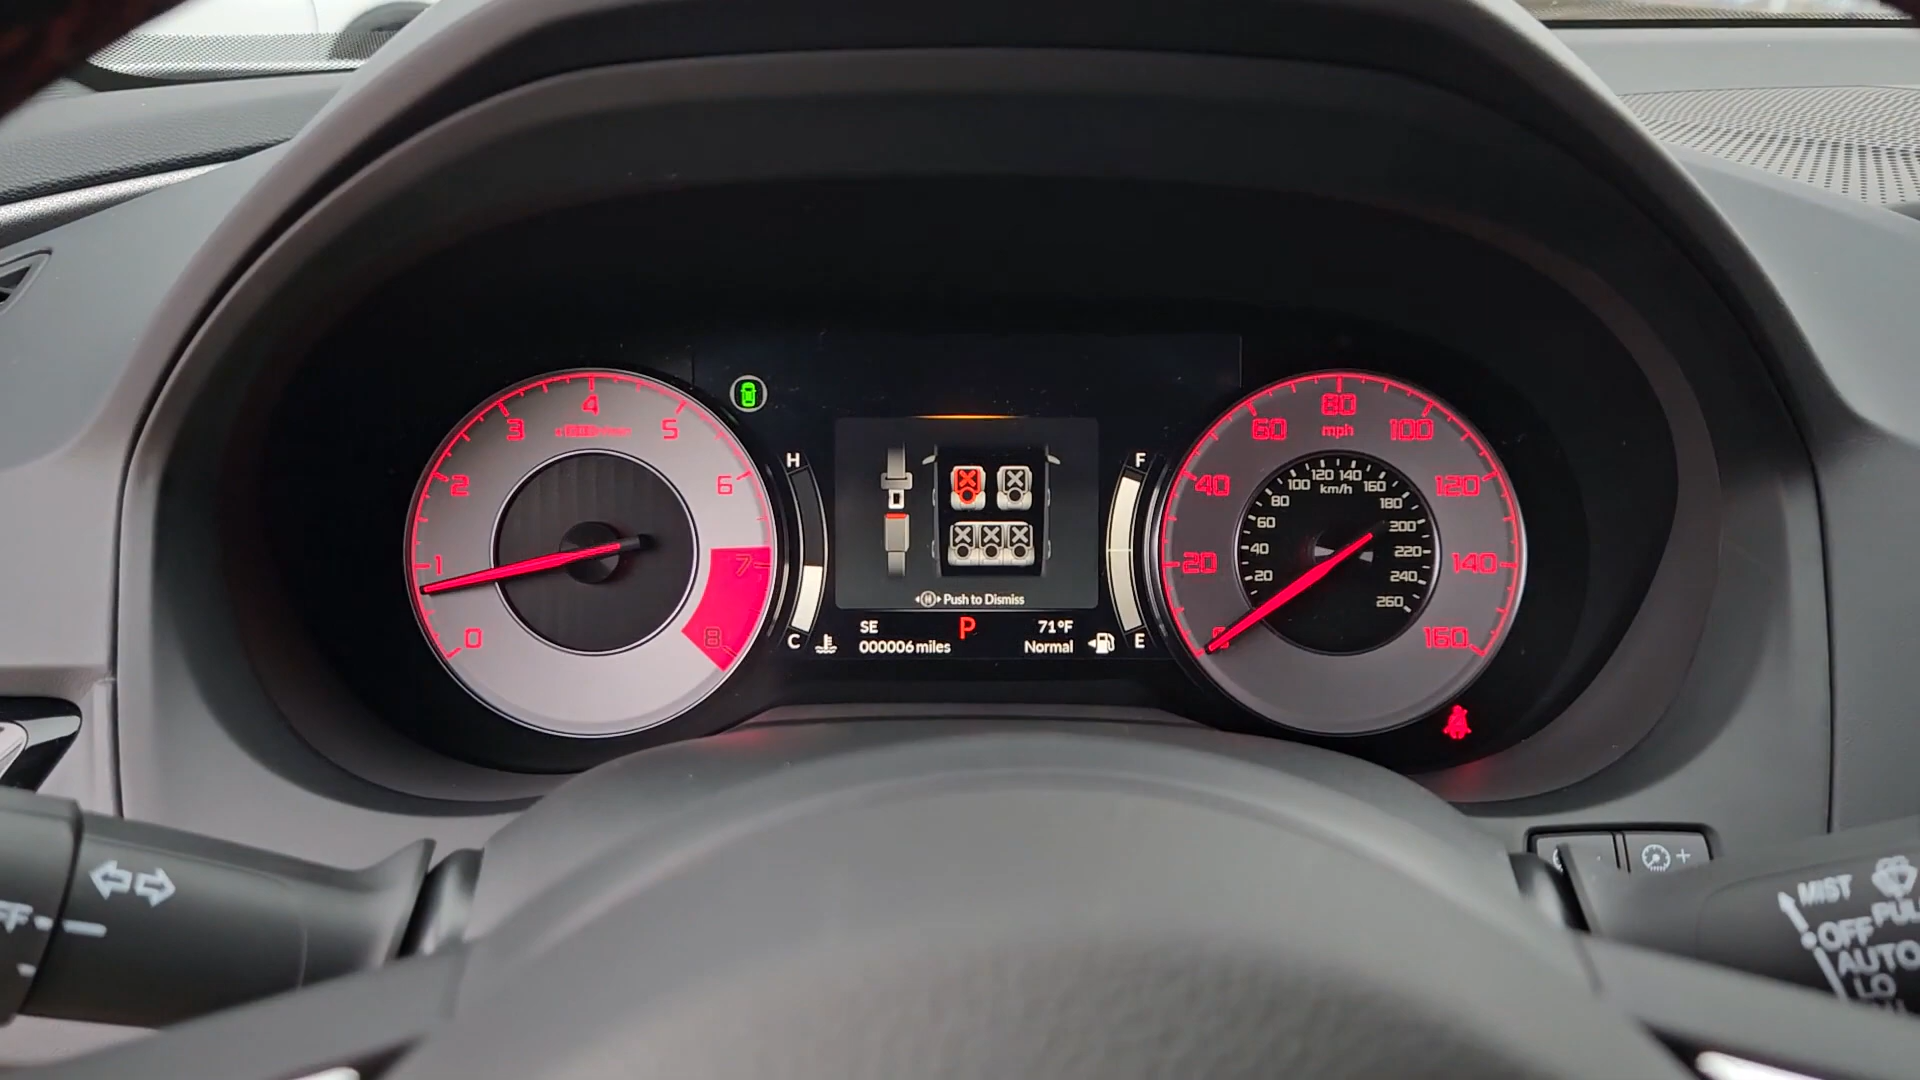 0
1
2
3
4
5
6
7
8
H
C
Push to Dismiss
SE
000006 miles
P
71°F
Normal
F
E
0
20
40
60
80
100
120
140
160
mph
20
40
60
80
100
120
140
160
180
200
220
240
260
km/h
MIST
OFF
AUTO
LO
+